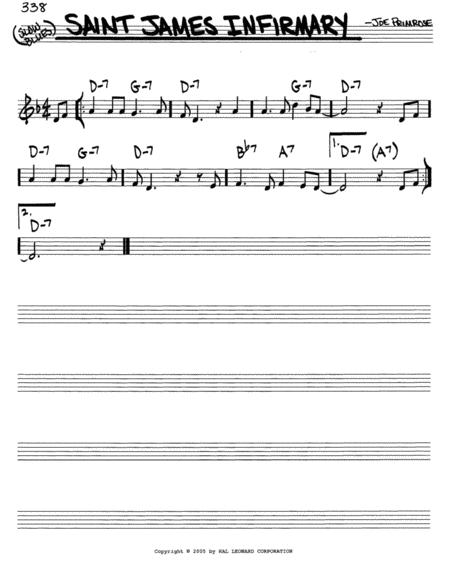 338
(SLOW BLUES) SAINT JAMES INFIRMARY -JOE PRIMROSE
D-7 G-7 D-7 G-7 D-7
D-7 G-7 D-7 Bb7 A7 1. D-7 (A7)
2.
D-7
Copyright © 2005 by HAL LEONARD CORPORATION